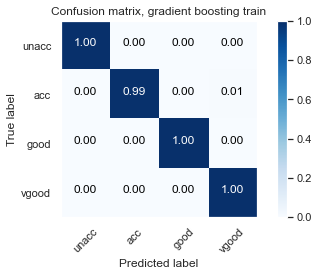 Confusion matrix, gradient boosting train
True label
unacc 1.00 0.00 0.00 0.00
acc 0.00 0.99 0.00 0.01
good 0.00 0.00 1.00 0.00
vgood 0.00 0.00 0.00 1.00
unacc acc good vgood
Predicted label
1.0
0.8
0.6
0.4
0.2
0.0